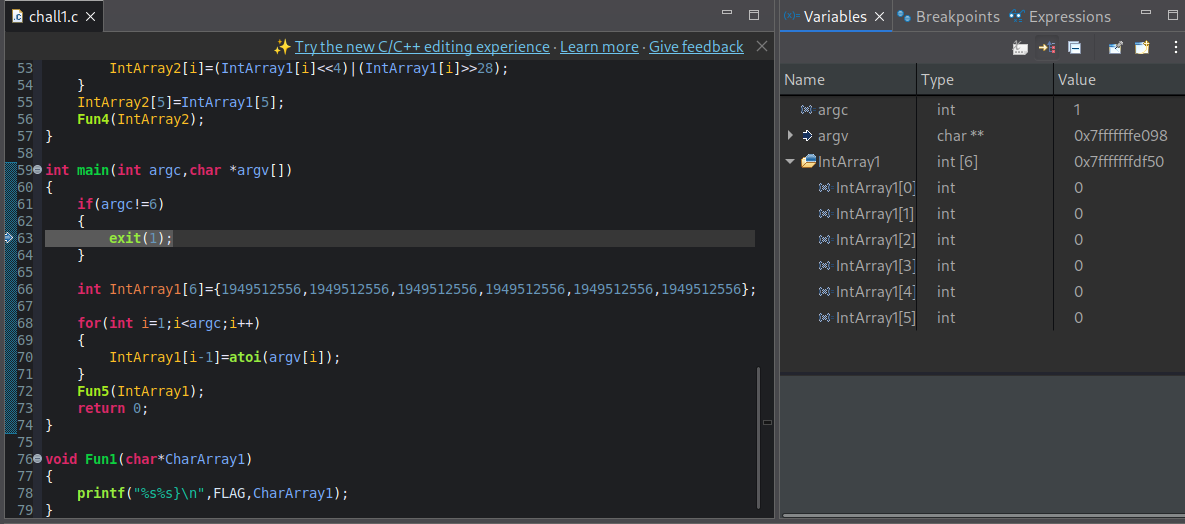 chall1.c
✨ Try the new C/C++ editing experience · Learn more · Give feedback
53 IntArray2[i]=(IntArray1[i]<<4)|(IntArray1[i]>>28);
54 }
55 IntArray2[5]=IntArray1[5];
56 Fun4(IntArray2);
57 }
58
59 int main(int argc,char *argv[])
60 {
61 if(argc!=6)
62 {
63 exit(1);
64 }
65
66 int IntArray1[6]={1949512556,1949512556,1949512556,1949512556,1949512556,1949512556};
67
68 for(int i=1;i<argc;i++)
69 {
70 IntArray1[i-1]=atoi(argv[i]);
71 }
72 Fun5(IntArray1);
73 return 0;
74 }
75
76 void Fun1(char*CharArray1)
77 {
78 printf("%s%s}\n",FLAG,CharArray1);
79 }
Variables Breakpoints Expressions
Name Type Value
argc int 1
argv char ** 0x7fffffffe098
IntArray1 int [6] 0x7fffffffdf50
IntArray1[0] int 0
IntArray1[1] int 0
IntArray1[2] int 0
IntArray1[3] int 0
IntArray1[4] int 0
IntArray1[5] int 0